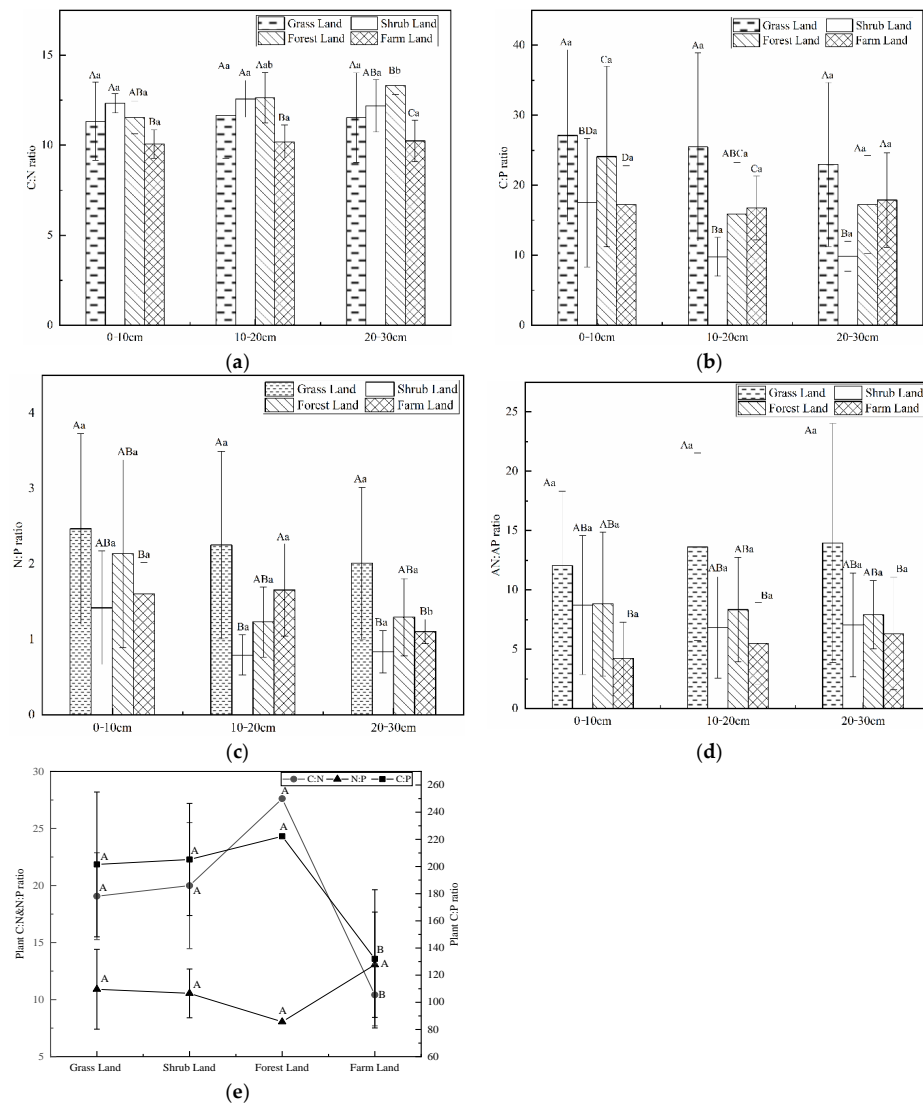 Grass Land Shrub Land
Forest Land Farm Land
15
10
5
0
C:N ratio
Aa Aa ABa Ba
Aa Aa Aab Ba
Aa ABa Bb Ca
0-10cm 10-20cm 20-30cm
(a)
Grass Land Shrub Land
Forest Land Farm Land
40
30
20
10
0
C:P ratio
Aa BDa Ca Da
Aa Ba ABCa Ca
Aa Ba Aa Aa
0-10cm 10-20cm 20-30cm
(b)
Grass Land Shrub Land
Forest Land Farm Land
4
3
2
1
0
N:P ratio
Aa ABa ABa Ba
Aa Ba ABa Aa
Aa Ba ABa Bb
0-10cm 10-20cm 20-30cm
(c)
Grass Land Shrub Land
Forest Land Farm Land
25
20
15
10
5
0
AN:AP ratio
Aa ABa ABa Ba
Aa ABa ABa Ba
Aa ABa ABa Ba
0-10cm 10-20cm 20-30cm
(d)
C:N N:P C:P
30
25
20
15
10
5
Plant C:N&N:P ratio
A A A
A A A
A A A
B A B
260
240
220
200
180
160
140
120
100
80
60
Plant C:P ratio
Grass Land Shrub Land Forest Land Farm Land
(e)